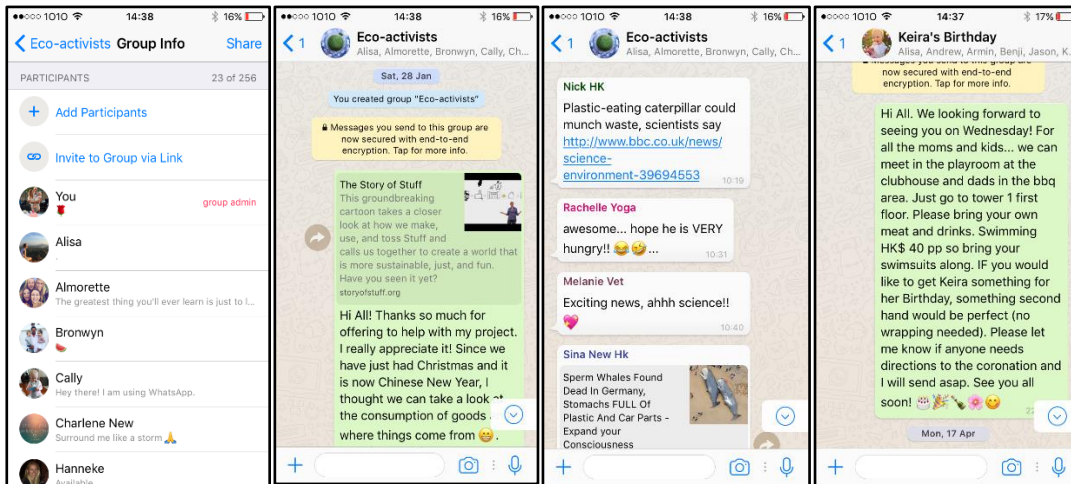 1010 14:38 16%
Eco-activists Group Info Share
PARTICIPANTS 23 of 256
Add Participants
Invite to Group via Link
You
group admin
Alisa
.
Almorette
The greatest thing you'll ever learn is just to l...
Bronwyn
Cally
Hey there! I am using WhatsApp.
Charlene New
Surround me like a storm 🙏
Hanneke
Available
1010 14:38 16%
1
Eco-activists
Alisa, Almorette, Bronwyn, Cally, Ch...
Sat, 28 Jan
You created group "Eco-activists"
Messages you send to this group are
now secured with end-to-end
encryption. Tap for more info.
The Story of Stuff
This groundbreaking
cartoon takes a closer
look at how we make,
use, and toss Stuff and
calls us together to create a world that
is more sustainable, just, and fun.
Have you seen it yet?
storyofstuff.org
Hi All! Thanks so much for
offering to help with my project.
I really appreciate it! Since we
have just had Christmas and it
is now Chinese New Year, I
thought we can take a look at
the consumption of goods
where things come from 😁.
1010 14:38 16%
1
Eco-activists
Alisa, Almorette, Bronwyn, Cally, Ch...
Nick HK
Plastic-eating caterpillar could
munch waste, scientists say
http://www.bbc.co.uk/news/
science-
environment-39694553
10:19
Rachelle Yoga
awesome... hope he is VERY
hungry!! 😂🤣...
10:31
Melanie Vet
Exciting news, ahhh science!!
💖
10:40
Sina New Hk
Sperm Whales Found
Dead In Germany,
Stomachs FULL Of
Plastic And Car Parts -
Expand your
Consciousness
1010 14:37 17%
1
Keira's Birthday
Alisa, Andrew, Armin, Benji, Jason, K...
Messages you send to this group are
now secured with end-to-end
encryption. Tap for more info.
Hi All. We looking forward to
seeing you on Wednesday! For
all the moms and kids... we can
meet in the playroom at the
clubhouse and dads in the bbq
area. Just go to tower 1 first
floor. Please bring your own
meat and drinks. Swimming
HK$ 40 pp so bring your
swimsuits along. IF you would
like to get Keira something for
her Birthday, something second
hand would be perfect (no
wrapping needed). Please let
me know if anyone needs
directions to the coronation and
I will send asap. See you all
soon! 🎂🎉🍾🌸😋
Mon, 17 Apr